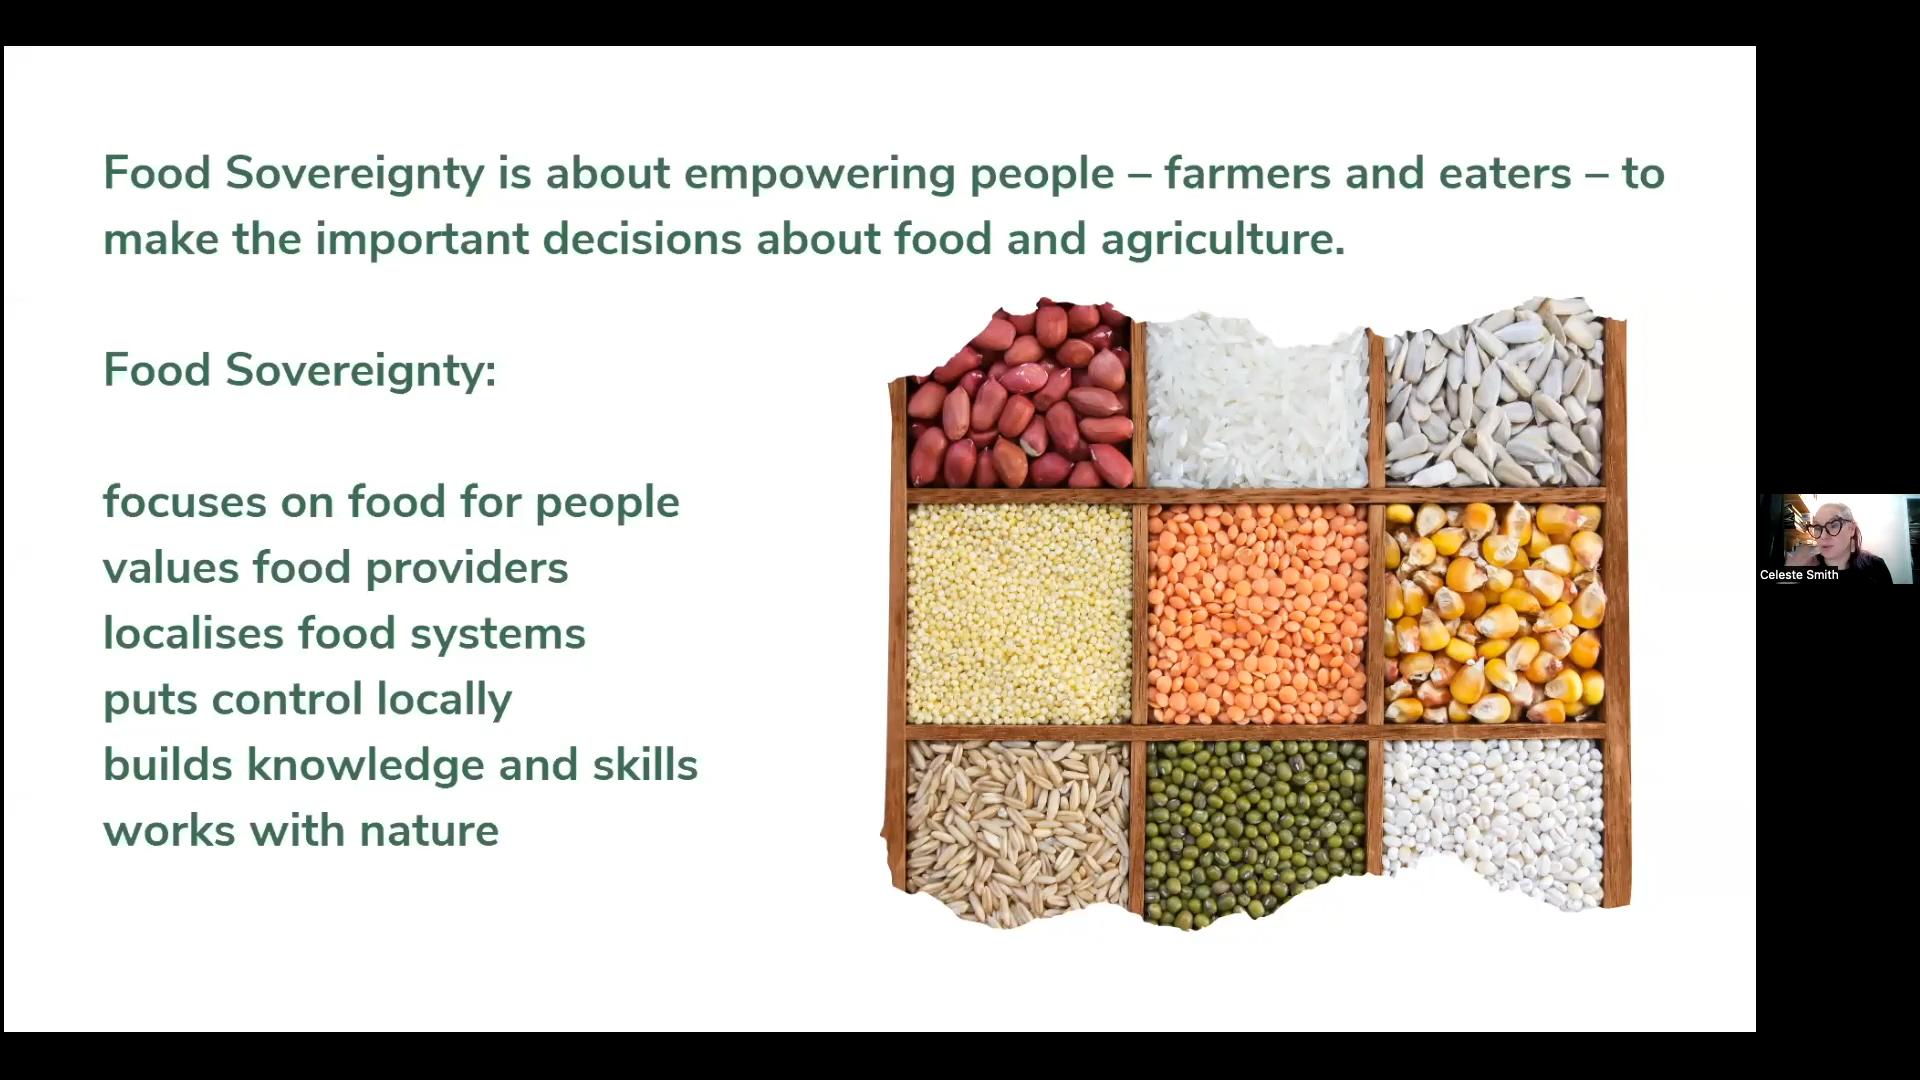 Food Sovereignty is about empowering people – farmers and eaters – to
make the important decisions about food and agriculture.
Food Sovereignty:
focuses on food for people
values food providers
localises food systems
puts control locally
builds knowledge and skills
works with nature
Celeste Smith